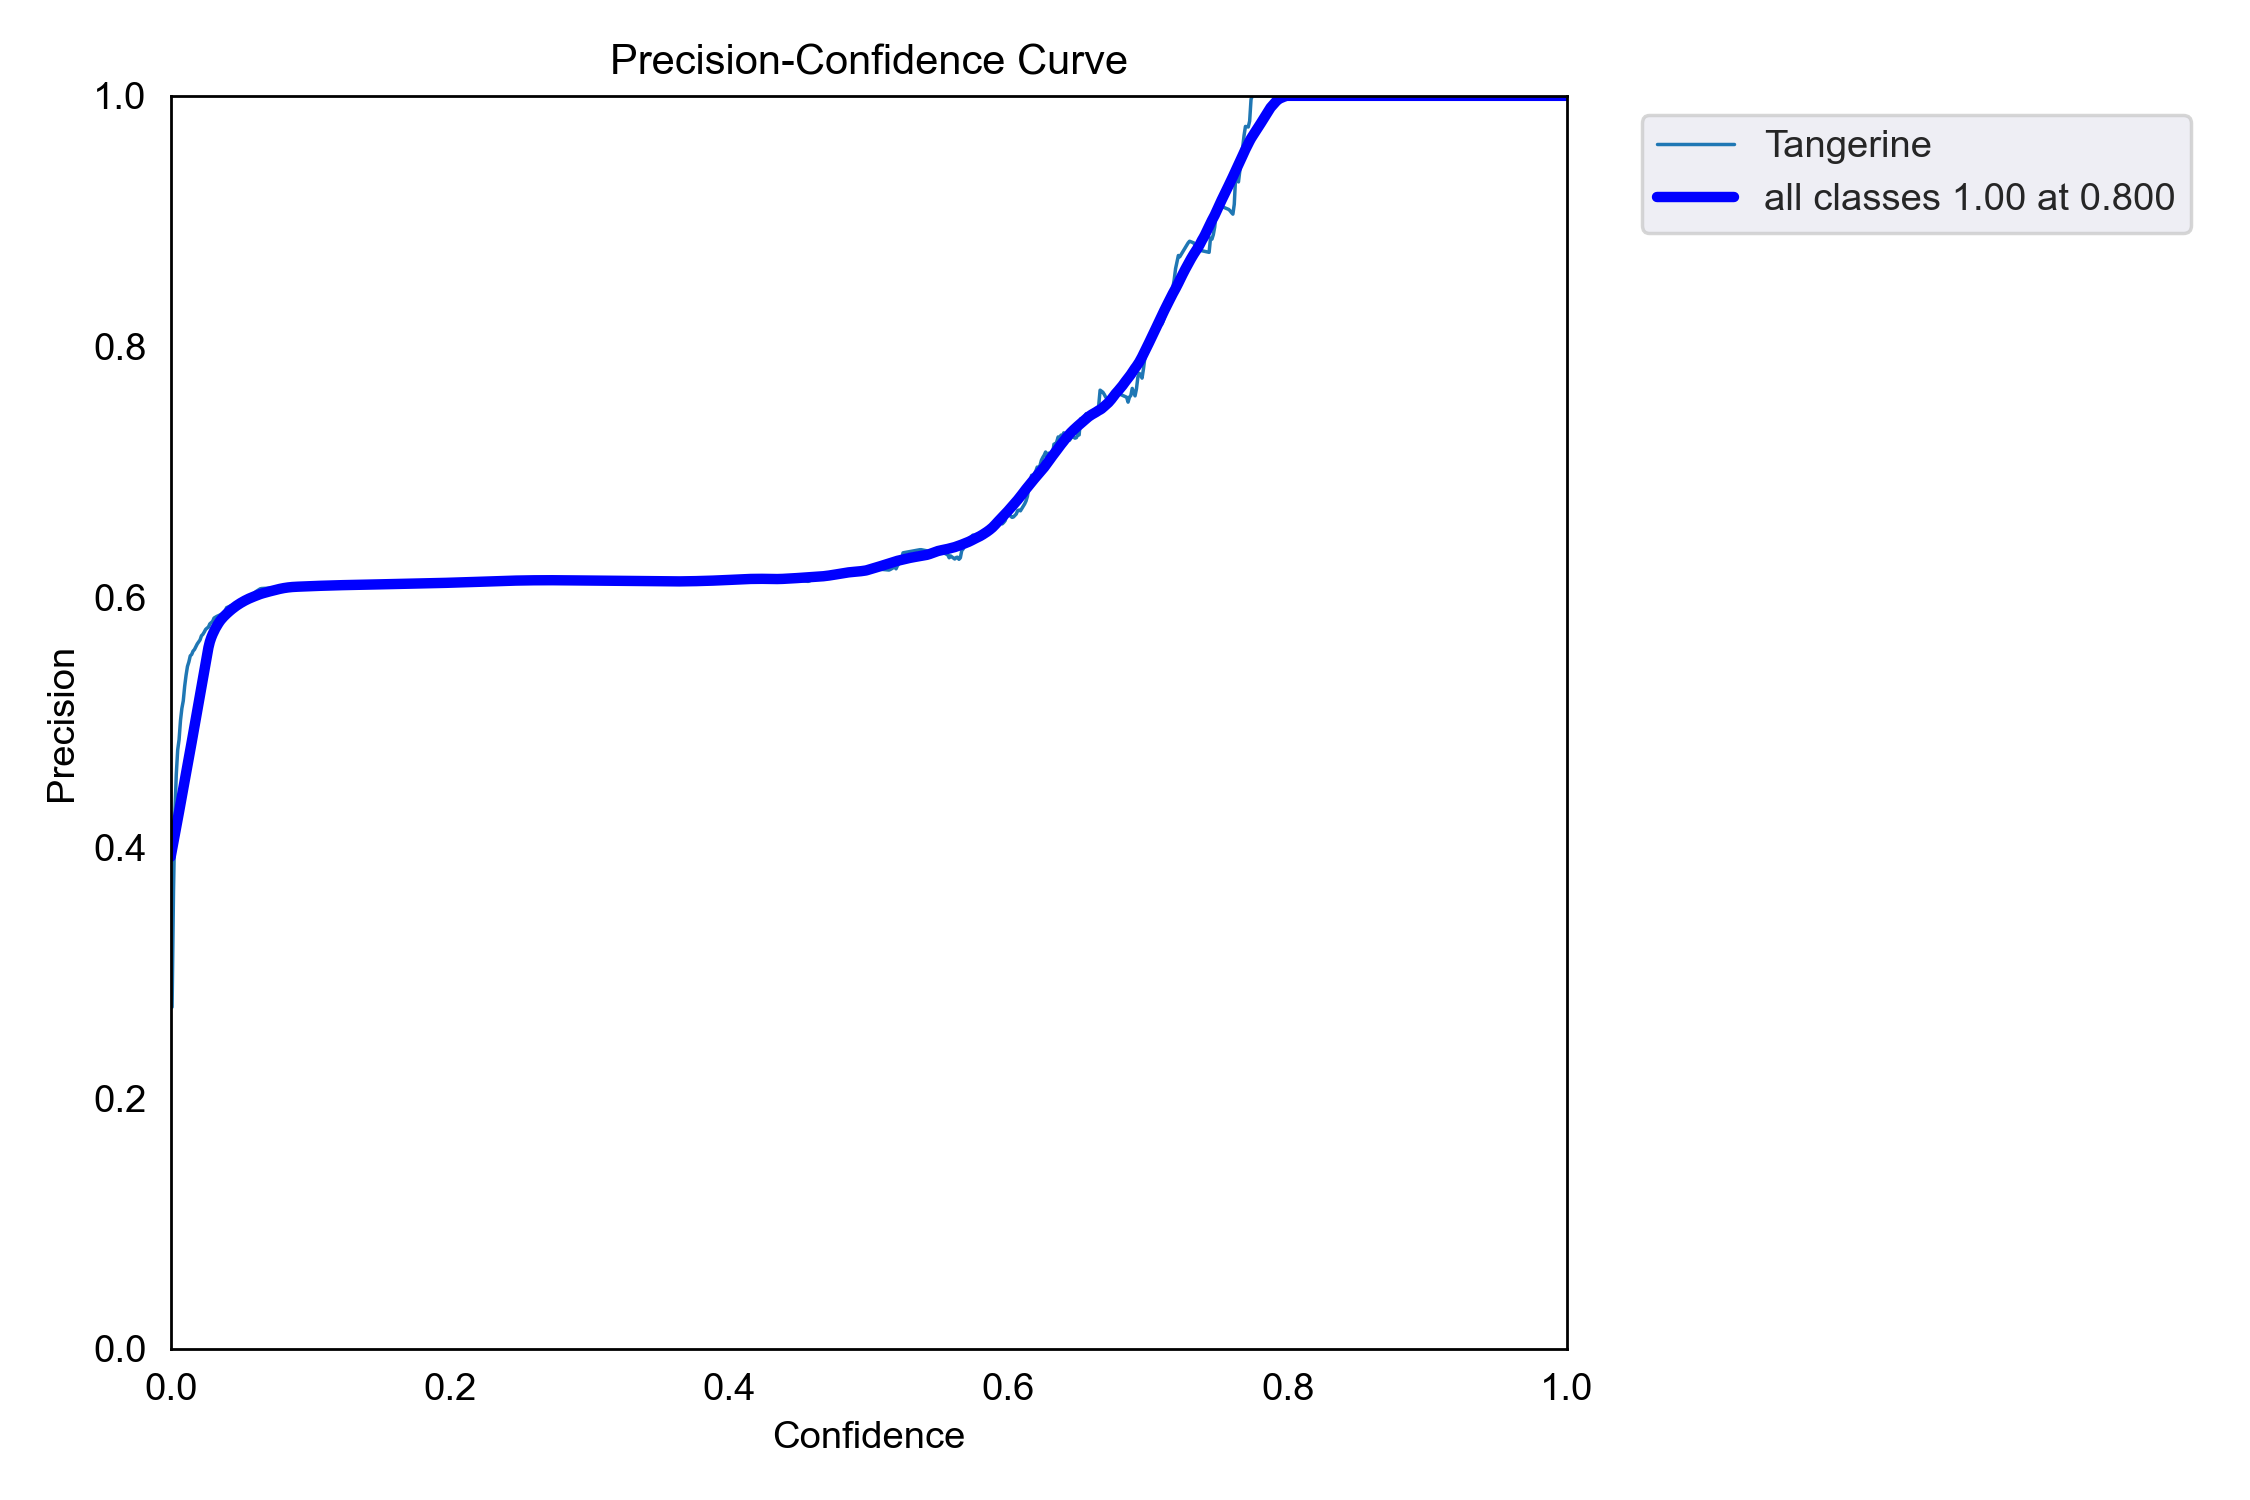 Precision-Confidence Curve
1.0
0.8
0.6
0.4
0.2
0.0
Precision
0.0 0.2 0.4 0.6 0.8 1.0
Confidence
Tangerine
all classes 1.00 at 0.800